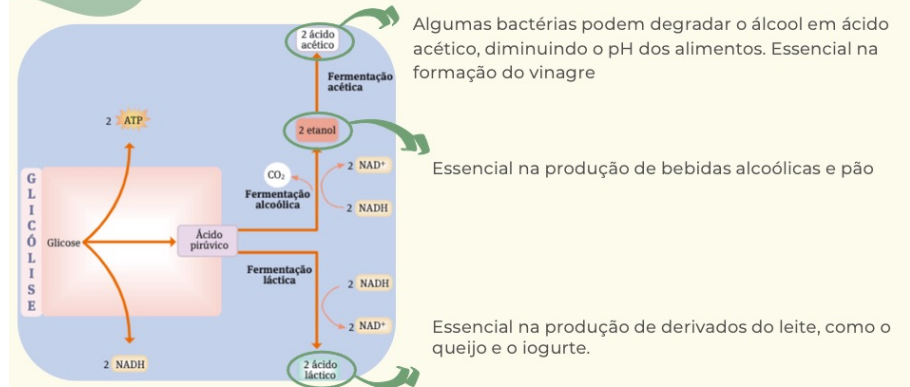 2 ácido
acético
Algumas bactérias podem degradar o álcool em ácido
acético, diminuindo o pH dos alimentos. Essencial na
formação do vinagre
Fermentação
acética
2 ATP
2 etanol
Essencial na produção de bebidas alcoólicas e pão
CO₂
2 NAD⁺
Fermentação
alcoólica
2 NADH
GLICÓLISE
Glicose
Ácido
pirúvico
Fermentação
láctica
2 NADH
2 NAD⁺
Essencial na produção de derivados do leite, como o
queijo e o iogurte.
2 NADH
2 ácido
láctico